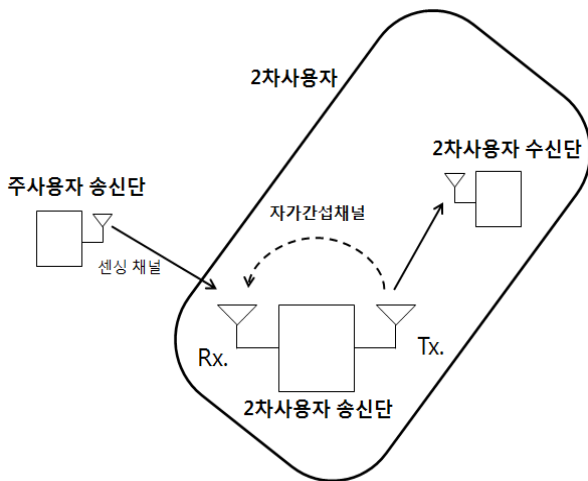 2차사용자
2차사용자 수신단
주사용자 송신단
자가간섭채널
센싱 채널
Rx.
Tx.
2차사용자 송신단